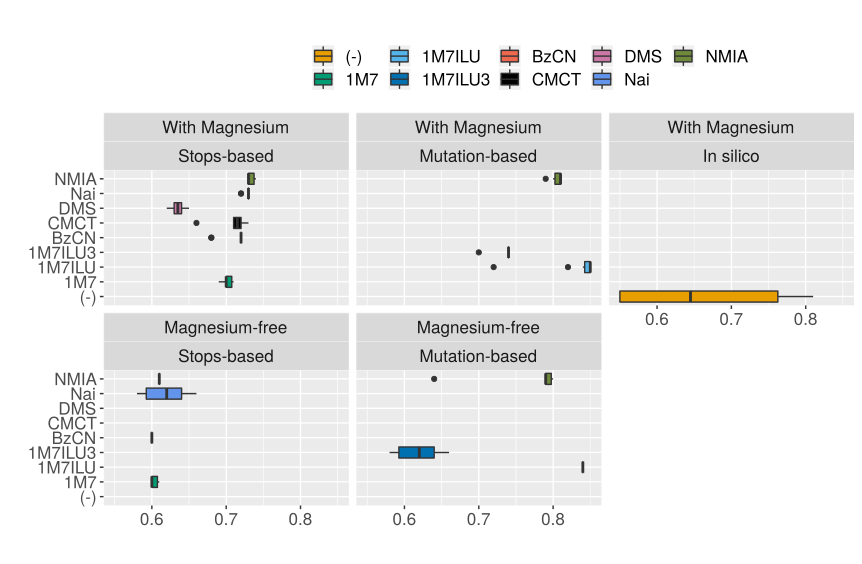 (-) 1M7ILU BzCN DMS NMIA
1M7 1M7ILU3 CMCT Nai
With Magnesium With Magnesium With Magnesium
Stops-based Mutation-based In silico
NMIA
Nai
DMS
CMCT
BzCN
1M7ILU3
1M7ILU
1M7
(-)
0.6 0.7 0.8
Magnesium-free Magnesium-free
Stops-based Mutation-based
NMIA
Nai
DMS
CMCT
BzCN
1M7ILU3
1M7ILU
1M7
(-)
0.6 0.7 0.8 0.6 0.7 0.8